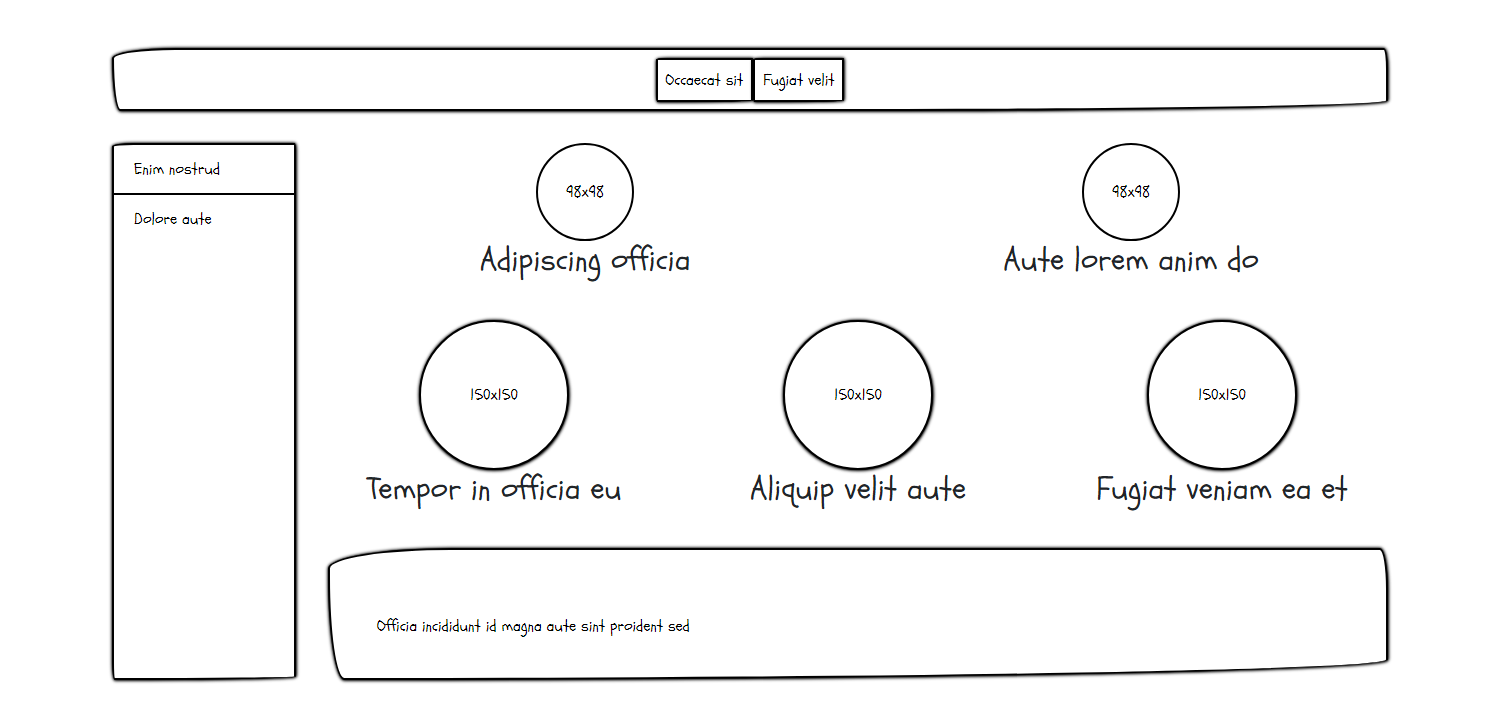 Occaecat sit
Fugiat velit
Enim nostrud
Dolore aute
98x98
Adipiscing officia
98x98
Aute lorem anim do
150x150
Tempor in officia eu
150x150
Aliquip velit aute
150x150
Fugiat veniam ea et
Officia incididunt id magna aute sint proident sed